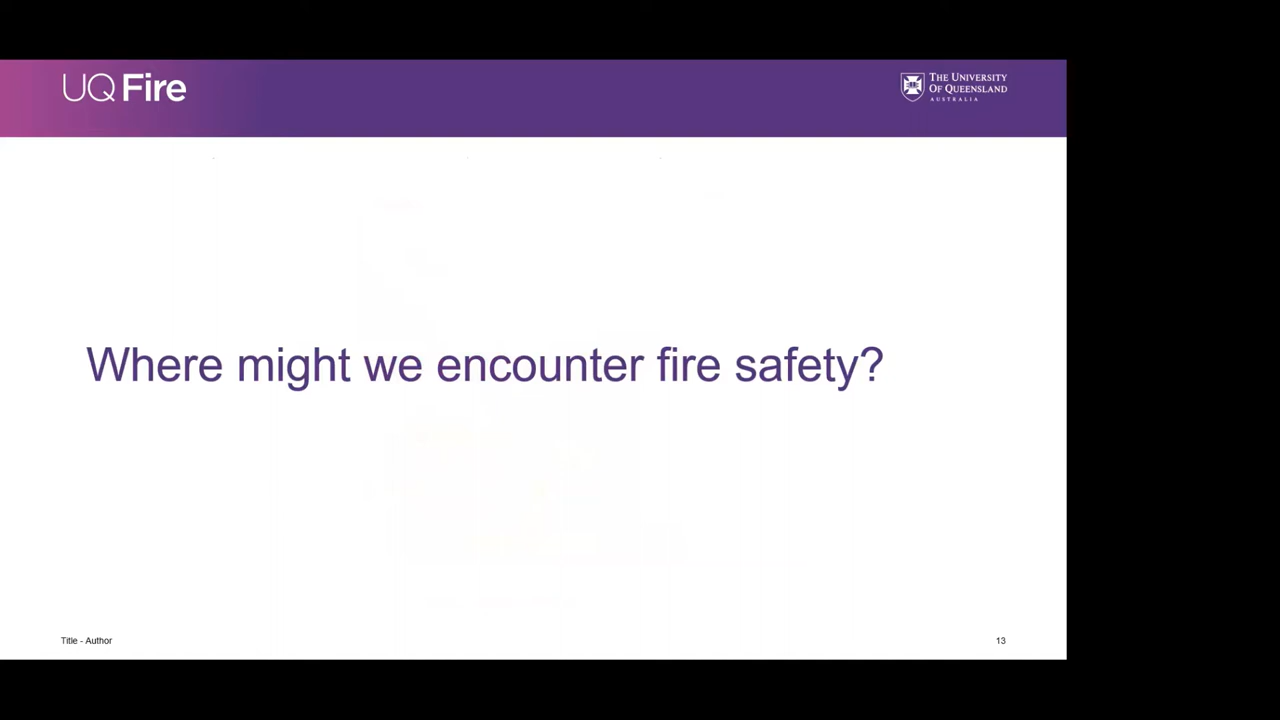 UQ Fire
THE UNIVERSITY
OF QUEENSLAND
AUSTRALIA
Where might we encounter fire safety?
Title - Author
13